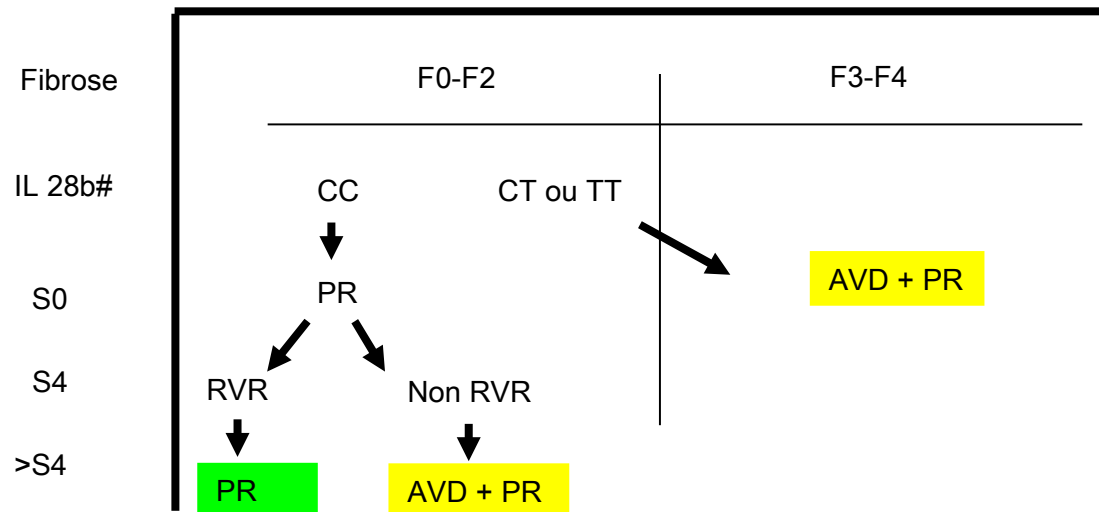 Fibrose F0-F2 F3-F4
IL 28b# CC CT ou TT
AVD + PR
S0 PR
S4 RVR Non RVR
>S4 PR AVD + PR